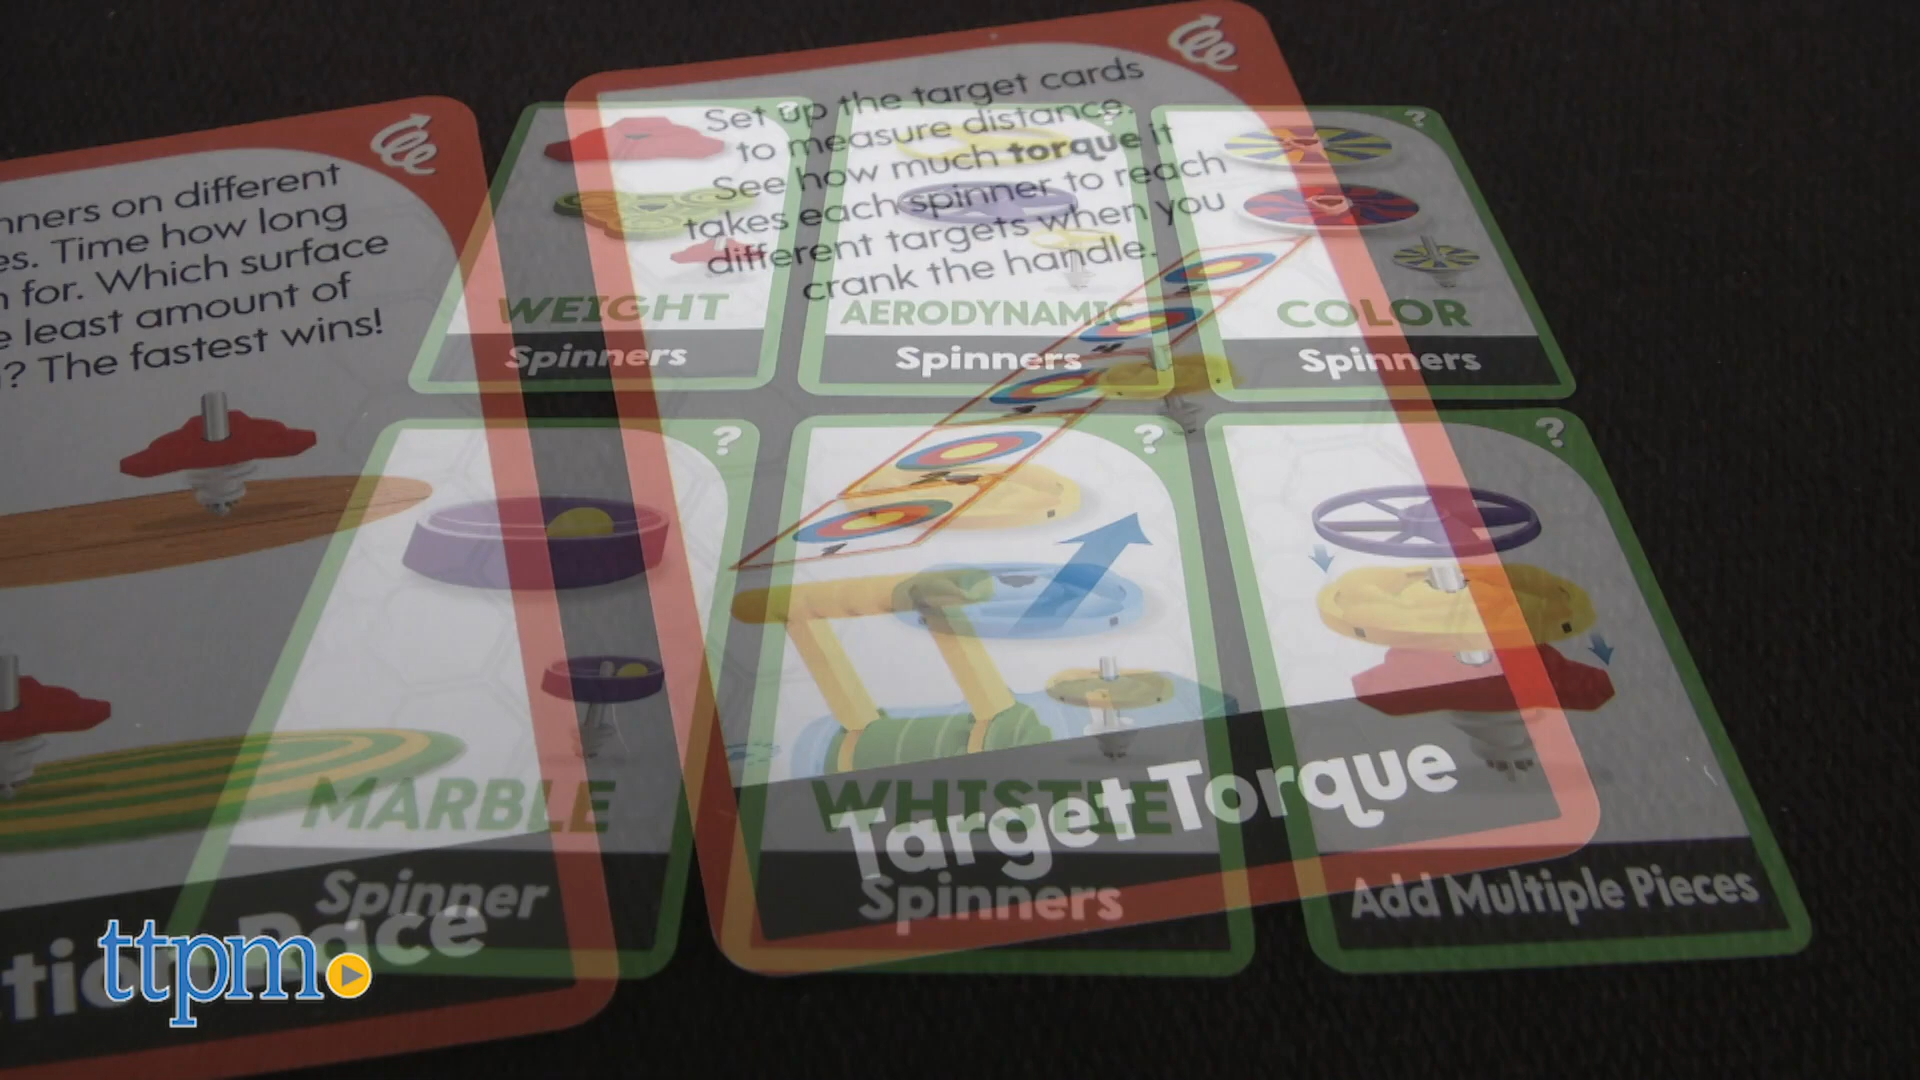 nners on different
es. Time how long
for. Which surface
least amount of
? The fastest wins!
Race
Set up the target cards
to measure distance.
See how much torque it
takes each spinner to reach
different targets when you
crank the handle.
Target Torque
WEIGHT
Spinners
AERODYNAMIC
Spinners
COLOR
Spinners
MARBLE
Spinner
WHISTLE
Spinners
Add Multiple Pieces
?
?
?
?
ttpm